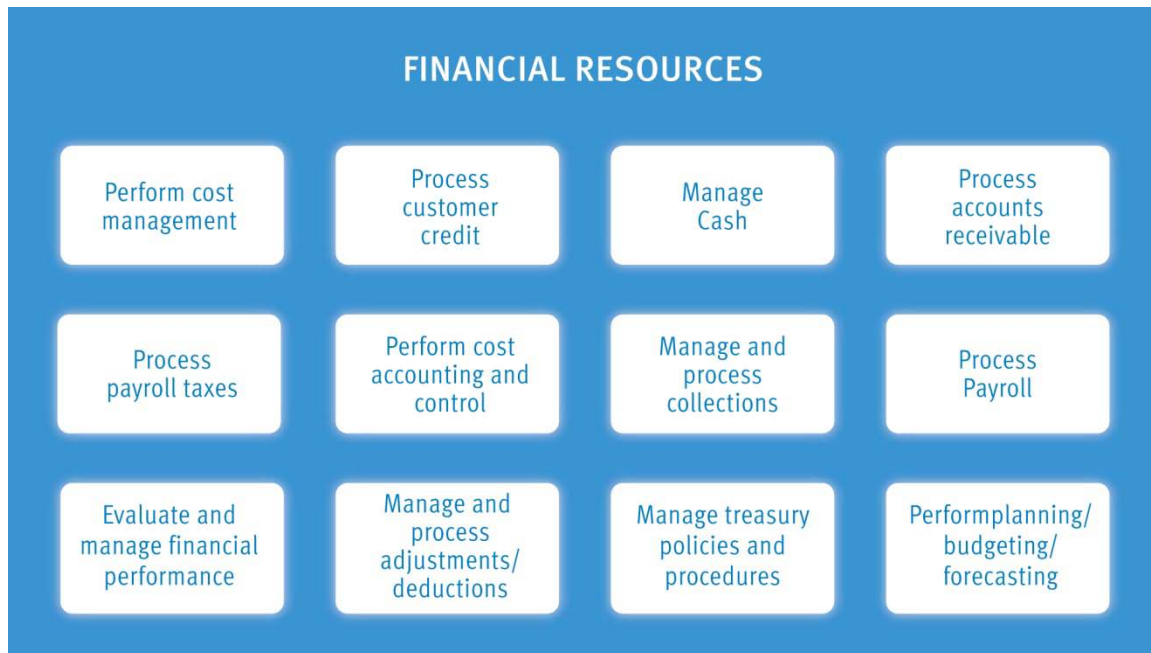 FINANCIAL RESOURCES
Perform cost
management
Process
customer
credit
Manage
Cash
Process
accounts
receivable
Process
payroll taxes
Perform cost
accounting and
control
Manage and
process
collections
Process
Payroll
Evaluate and
manage financial
performance
Manage and
process
adjustments/
deductions
Manage treasury
policies and
procedures
Performplanning/
budgeting/
forecasting